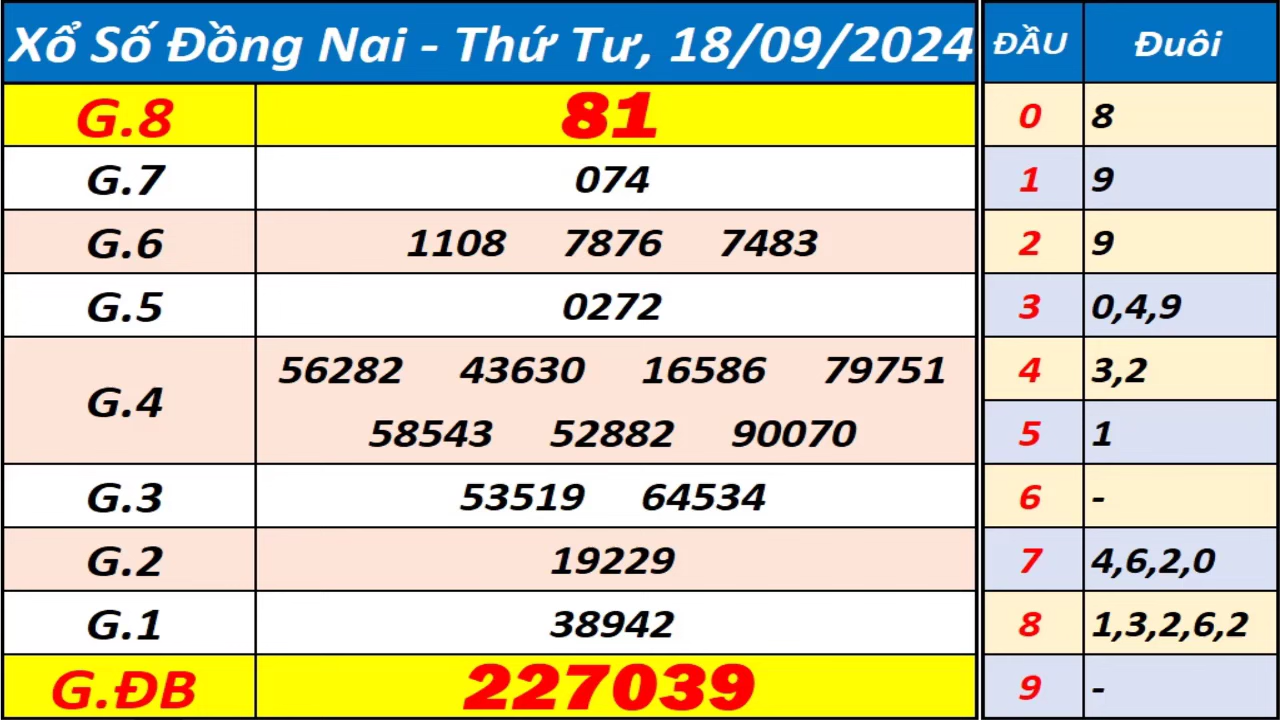 Xổ Số Đồng Nai - Thứ Tư, 18/09/2024 ĐẦU Đuôi
G.8 81 0 8
G.7 074 1 9
G.6 1108 7876 7483 2 9
G.5 0272 3 0,4,9
G.4 56282 43630 16586 79751 4 3,2
58543 52882 90070 5 1
G.3 53519 64534 6 -
G.2 19229 7 4,6,2,0
G.1 38942 8 1,3,2,6,2
G.ĐB 227039 9 -